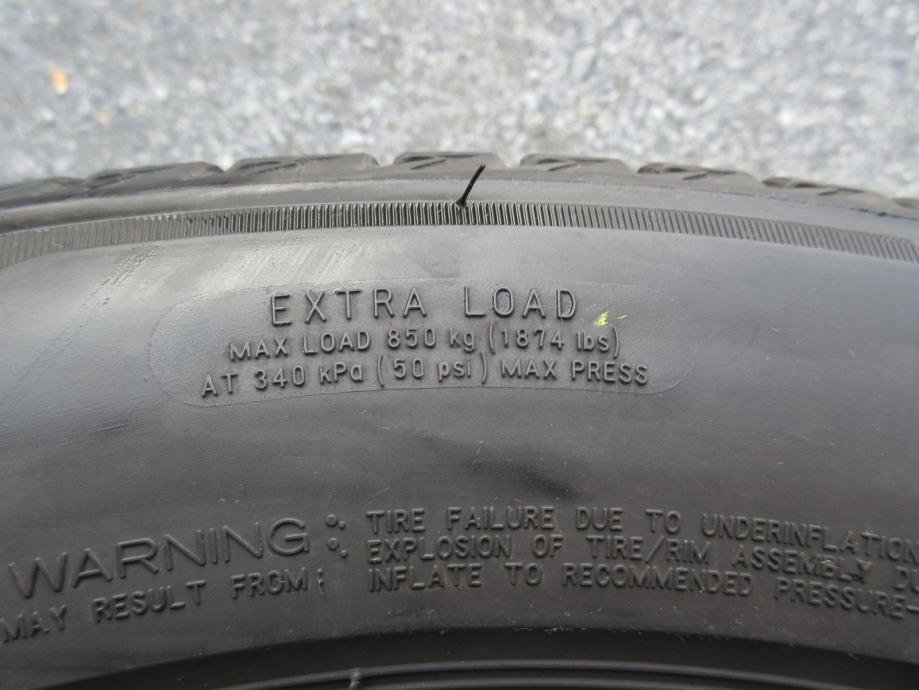 EXTRA LOAD
MAX LOAD 850 kg (1874 lbs)
AT 340 kPa (50 psi) MAX PRESS
WARNING
MAY RESULT FROM:
TIRE FAILURE DUE TO UNDERINFLATION
EXPLOSION OF TIRE/RIM ASSEMBLY
INFLATE TO RECOMMENDED PRESSURE-